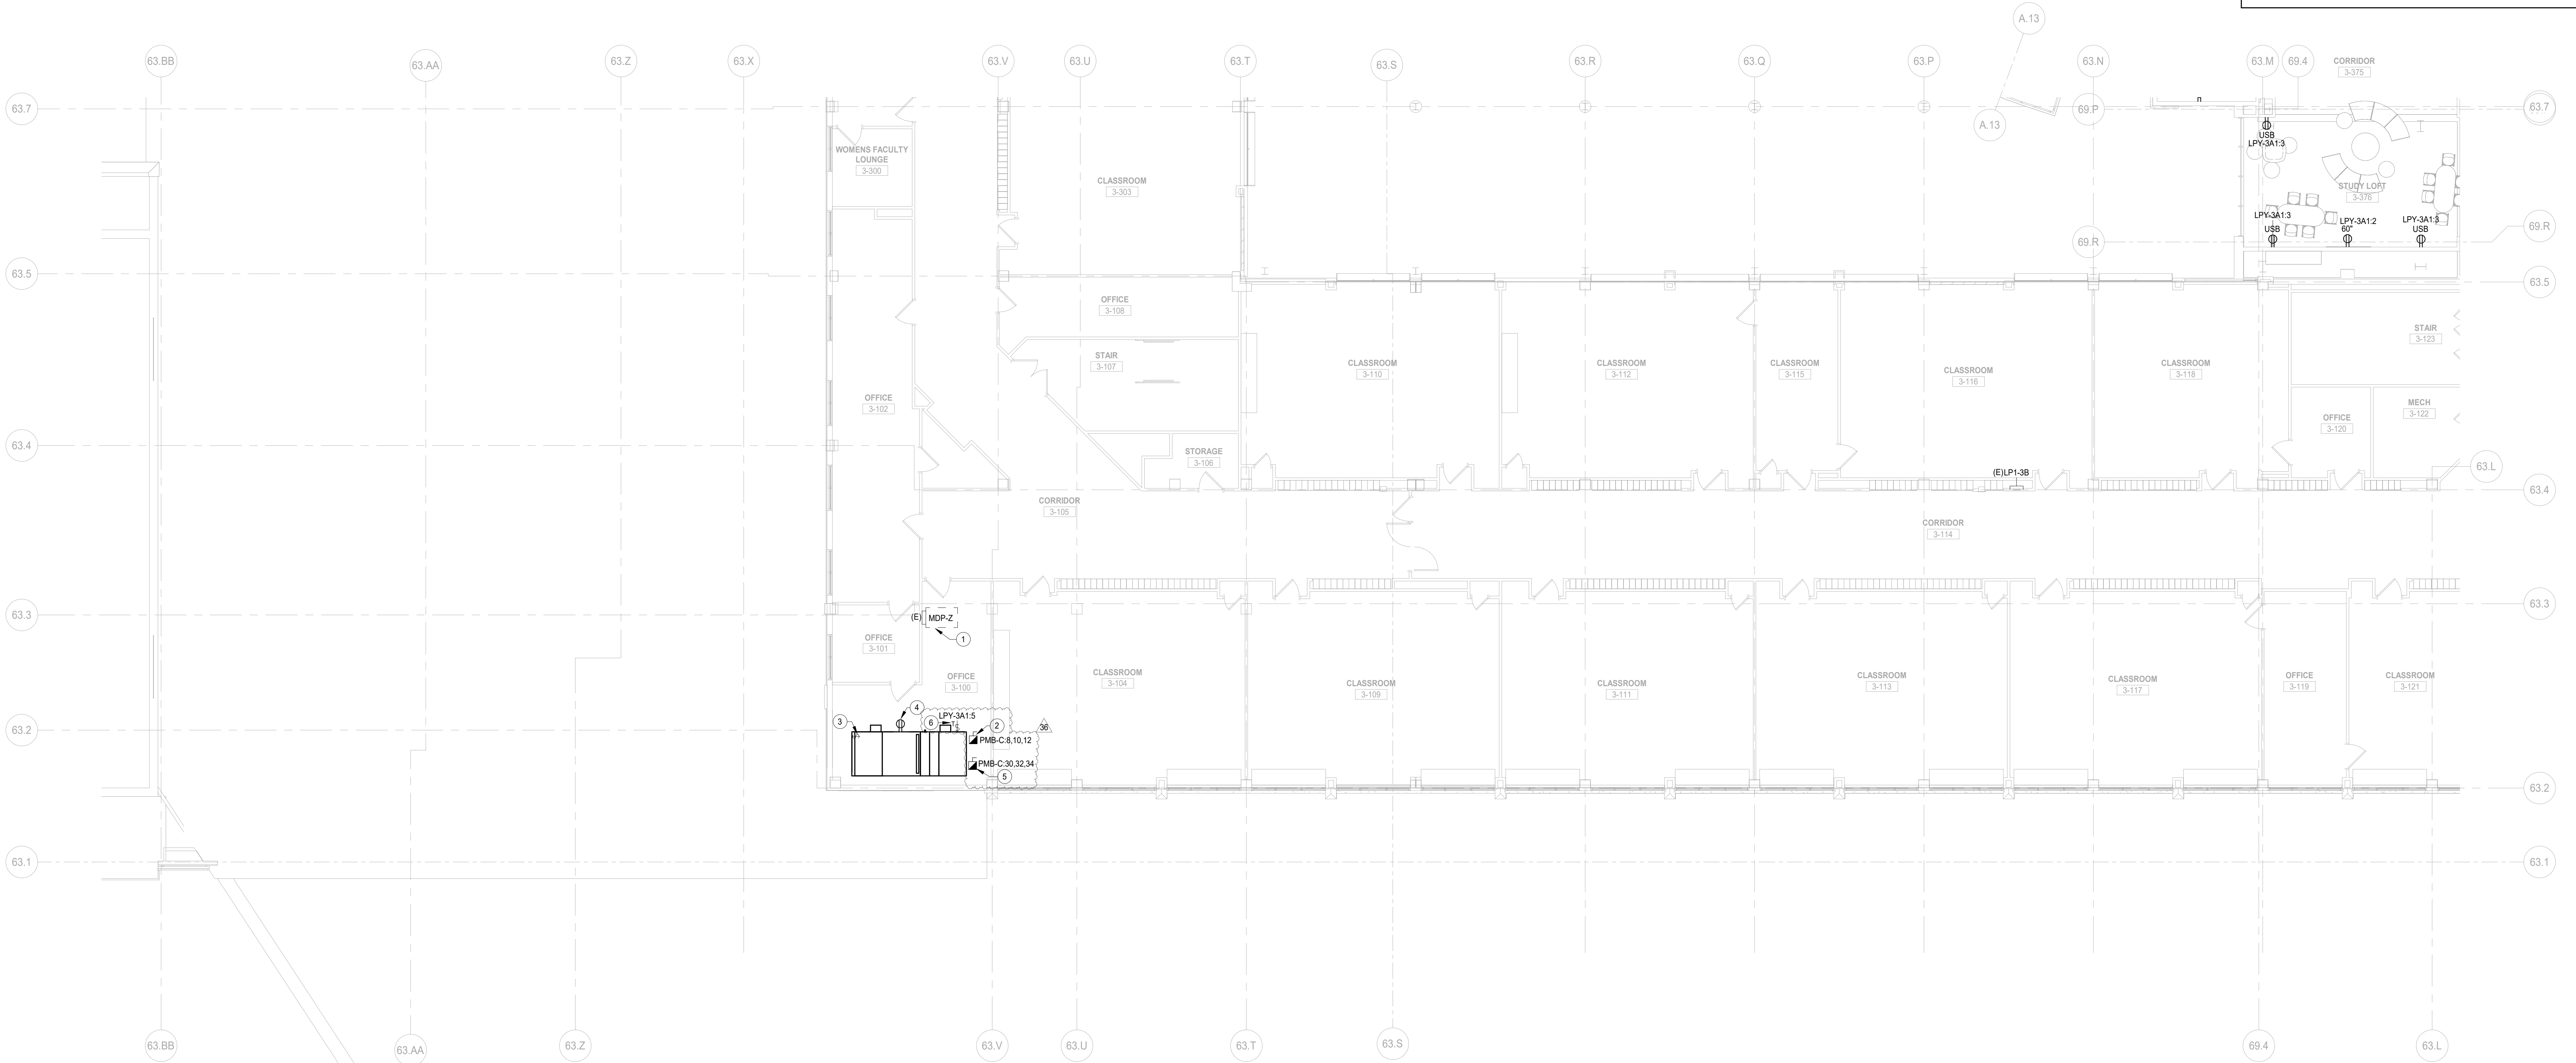 A.13
63.BB
63.AA
63.Z
63.X
63.V
63.U
63.T
63.S
63.R
63.Q
63.P
63.N
63.M
69.4
CORRIDOR
3-375
63.7
69.P
63.7
A.13
USB
LPY-3A1:3
WOMENS FACULTY
LOUNGE
3-300
CLASSROOM
3-303
STUDY LOFT
3-376
LPY-3A1:3
USB
LPY-3A1:2
60"
LPY-3A1:3
USB
69.R
69.R
63.5
63.5
OFFICE
3-108
STAIR
3-107
OFFICE
3-102
CLASSROOM
3-110
CLASSROOM
3-112
CLASSROOM
3-115
CLASSROOM
3-116
CLASSROOM
3-118
STAIR
3-123
MECH
3-122
OFFICE
3-120
63.4
STORAGE
3-106
(E)LP1-3B
63.L
63.4
CORRIDOR
3-105
CORRIDOR
3-114
63.3
63.3
(E)
MDP-Z
1
OFFICE
3-101
OFFICE
3-100
CLASSROOM
3-104
CLASSROOM
3-109
CLASSROOM
3-111
CLASSROOM
3-113
CLASSROOM
3-117
OFFICE
3-119
CLASSROOM
3-121
3
4
6
LPY-3A1:5
2
36
PMB-C:8,10,12
PMB-C:30,32,34
5
63.2
63.2
63.1
63.1
63.BB
63.AA
63.Z
63.V
63.U
63.T
63.S
69.4
63.L